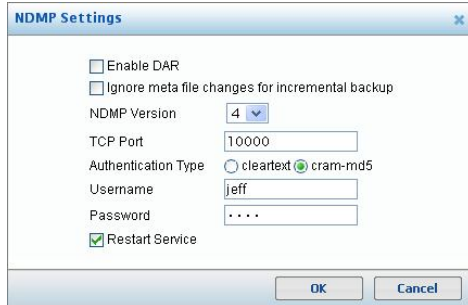 NDMP Settings
Enable DAR
Ignore meta file changes for incremental backup
NDMP Version 4
TCP Port 10000
Authentication Type cleartext cram-md5
Username jeff
Password ····
Restart Service
OK Cancel